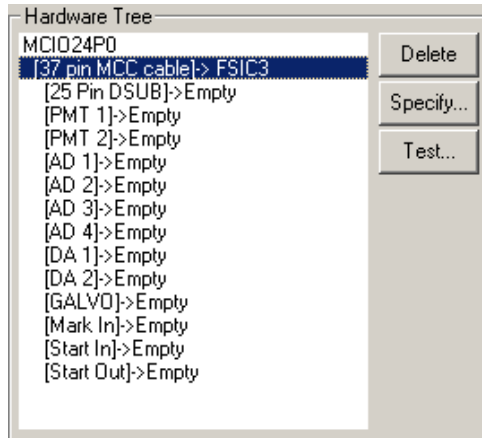 Hardware Tree
MCIO24P0
[37 pin MCC cable]-> FSIC3
[25 Pin DSUB]->Empty
[PMT 1]->Empty
[PMT 2]->Empty
[AD 1]->Empty
[AD 2]->Empty
[AD 3]->Empty
[AD 4]->Empty
[DA 1]->Empty
[DA 2]->Empty
[GALVO]->Empty
[Mark In]->Empty
[Start In]->Empty
[Start Out]->Empty
Delete
Specify...
Test...